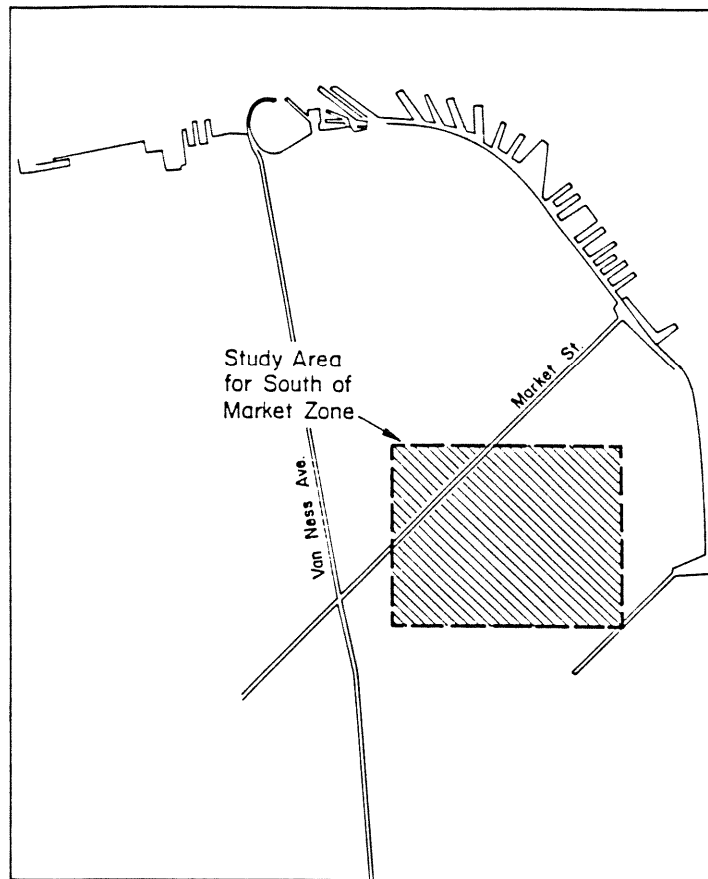 Study Area
for South of
Market Zone
Market St.
Van Ness Ave.